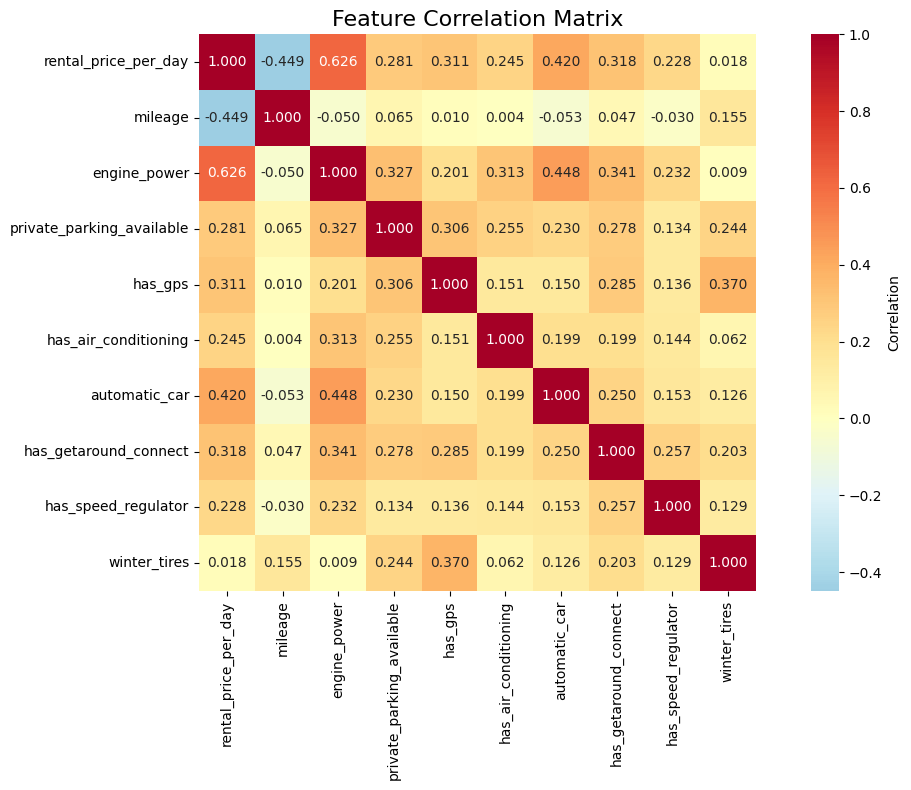 Feature Correlation Matrix
rental_price_per_day 1.000 -0.449 0.626 0.281 0.311 0.245 0.420 0.318 0.228 0.018
mileage -0.449 1.000 -0.050 0.065 0.010 0.004 -0.053 0.047 -0.030 0.155
engine_power 0.626 -0.050 1.000 0.327 0.201 0.313 0.448 0.341 0.232 0.009
private_parking_available 0.281 0.065 0.327 1.000 0.306 0.255 0.230 0.278 0.134 0.244
has_gps 0.311 0.010 0.201 0.306 1.000 0.151 0.150 0.285 0.136 0.370
has_air_conditioning 0.245 0.004 0.313 0.255 0.151 1.000 0.199 0.199 0.144 0.062
automatic_car 0.420 -0.053 0.448 0.230 0.150 0.199 1.000 0.250 0.153 0.126
has_getaround_connect 0.318 0.047 0.341 0.278 0.285 0.199 0.250 1.000 0.257 0.203
has_speed_regulator 0.228 -0.030 0.232 0.134 0.136 0.144 0.153 0.257 1.000 0.129
winter_tires 0.018 0.155 0.009 0.244 0.370 0.062 0.126 0.203 0.129 1.000
rental_price_per_day
mileage
engine_power
private_parking_available
has_gps
has_air_conditioning
automatic_car
has_getaround_connect
has_speed_regulator
winter_tires
1.0
0.8
0.6
0.4
0.2
0.0
−0.2
−0.4
Correlation